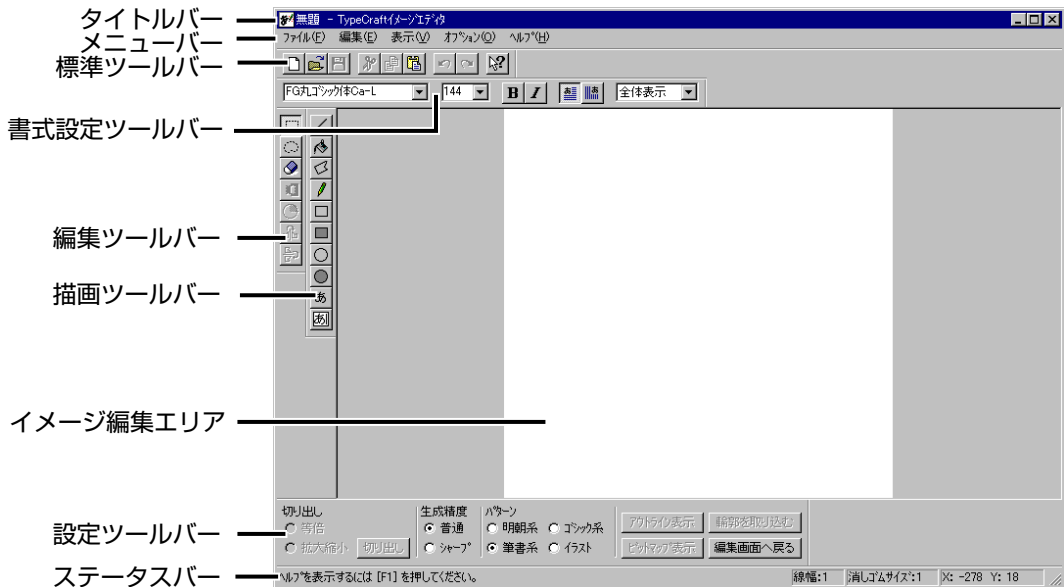 タイトルバー
無題 - TypeCraftイメージエディタ
メニューバー
ファイル(F) 編集(E) 表示(V) オプション(O) ヘルプ(H)
標準ツールバー
FG丸ゴシック体Ca-L 144 B I あ あ 全体表示
書式設定ツールバー
編集ツールバー
描画ツールバー
あ
あ
イメージ編集エリア
設定ツールバー
切り出し 生成精度 パターン
等倍 普通 明朝系 ゴシック系 アウトライン表示 輪郭を取り込む
拡大縮小 切り出し シャープ 筆書系 イラスト ビットマップ表示 編集画面へ戻る
ステータスバー
ヘルプを表示するには [F1] を押してください。 線幅:1 消しゴムサイズ:1 X: -278 Y: 18